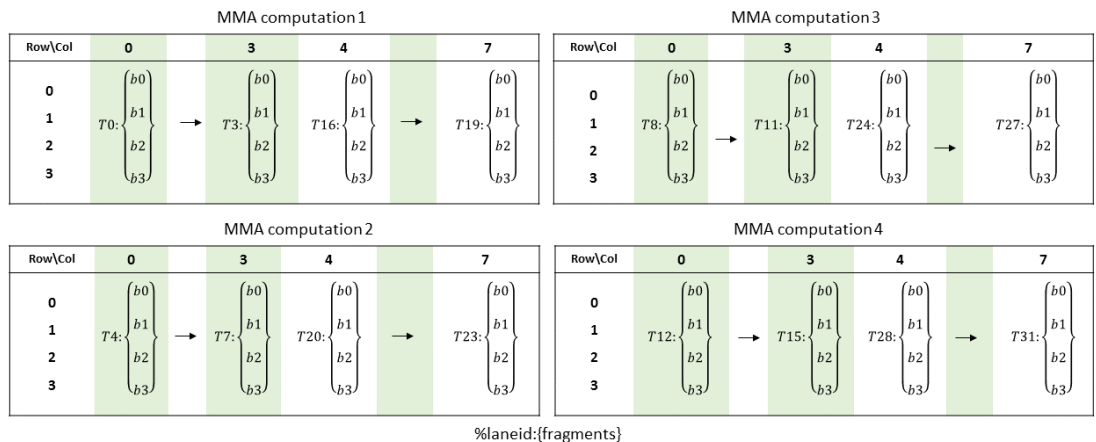 MMA computation 1
Row\Col 0 3 4 7
0
1
2
3
T0: {b0 b1 b2 b3} → T3: {b0 b1 b2 b3} T16: {b0 b1 b2 b3} → T19: {b0 b1 b2 b3}
MMA computation 3
Row\Col 0 3 4 7
0
1
2
3
T8: {b0 b1 b2 b3} → T11: {b0 b1 b2 b3} T24: {b0 b1 b2 b3} → T27: {b0 b1 b2 b3}
MMA computation 2
Row\Col 0 3 4 7
0
1
2
3
T4: {b0 b1 b2 b3} → T7: {b0 b1 b2 b3} T20: {b0 b1 b2 b3} → T23: {b0 b1 b2 b3}
MMA computation 4
Row\Col 0 3 4 7
0
1
2
3
T12: {b0 b1 b2 b3} → T15: {b0 b1 b2 b3} T28: {b0 b1 b2 b3} → T31: {b0 b1 b2 b3}
%laneid:{fragments}